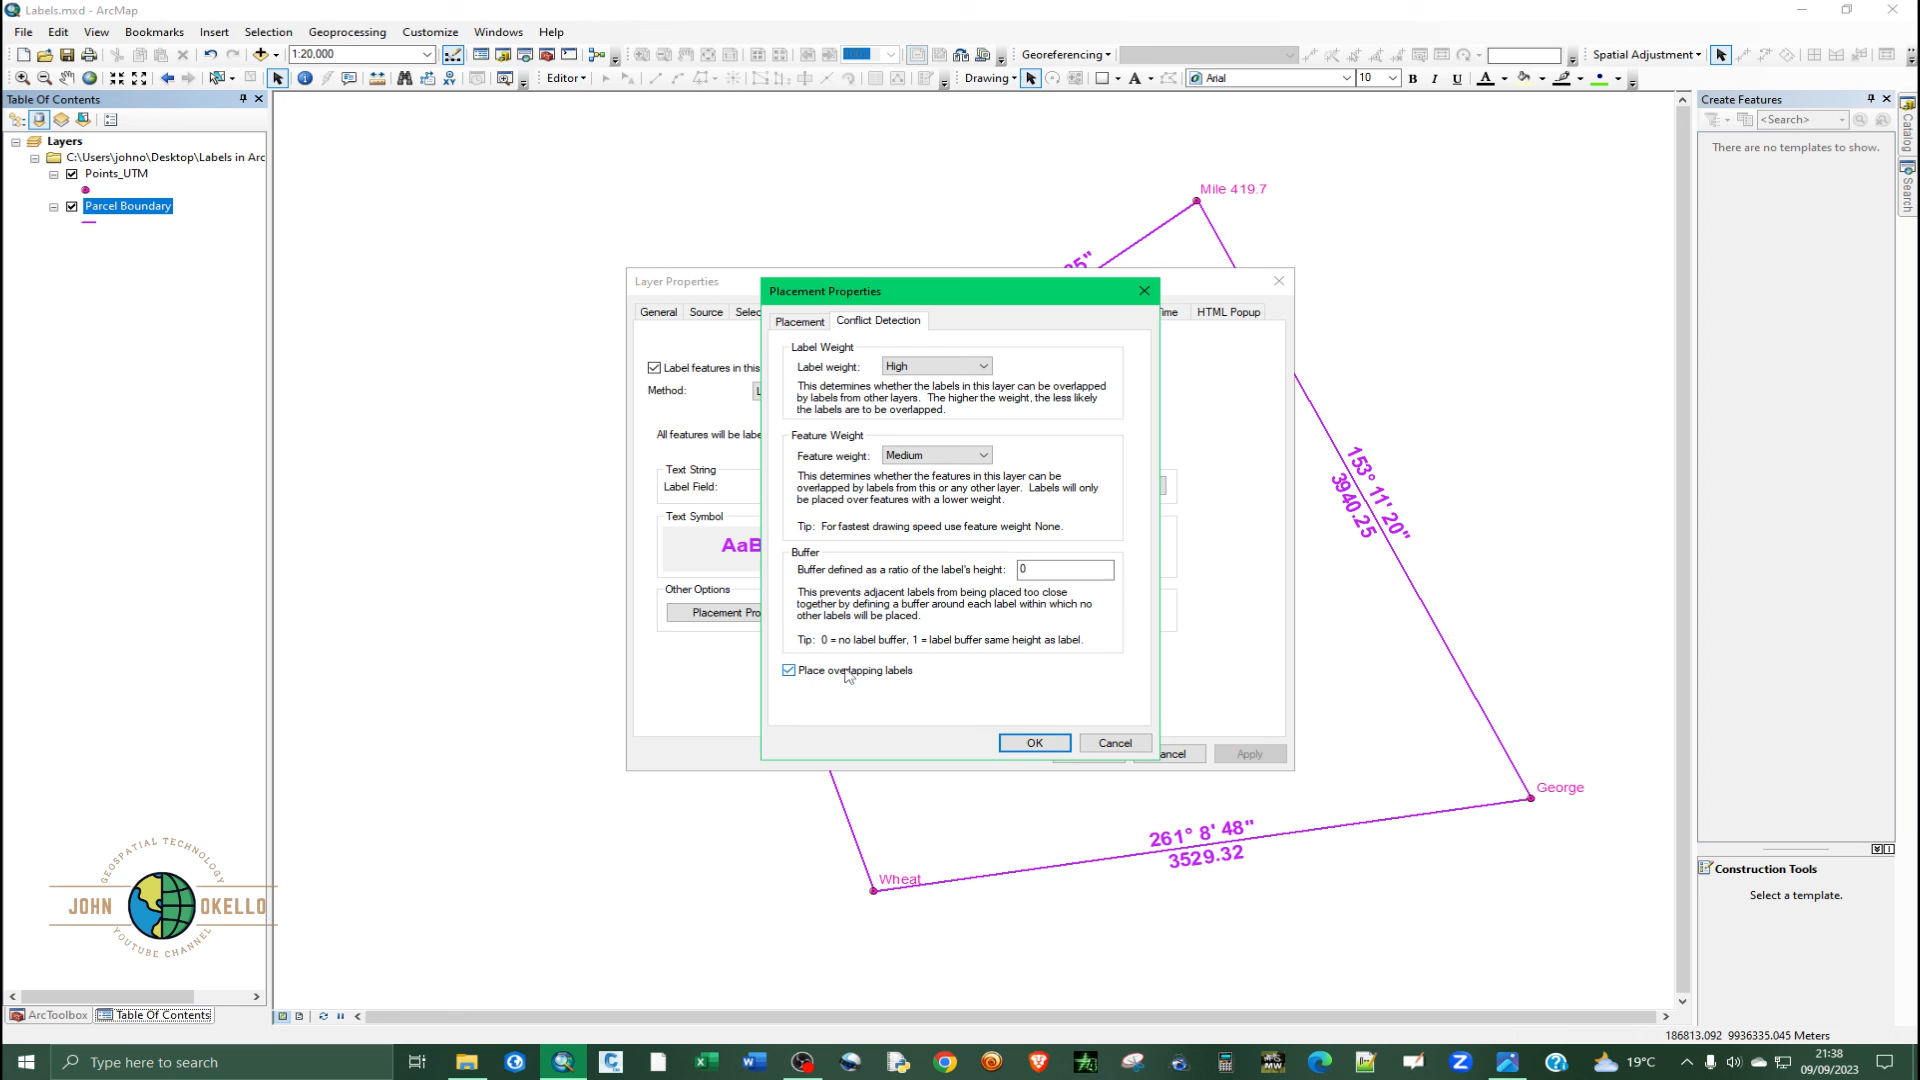 Labels.mxd - ArcMap
File Edit View Bookmarks Insert Selection Geoprocessing Customize Windows Help
1:20,000 Georeferencing Spatial Adjustment
Editor Drawing A Arial 10 B I U A
Table Of Contents
Layers
C:\Users\johno\Desktop\Labels in Arc
Points_UTM
Parcel Boundary
Mile 419.7
35"
153° 11' 20"
3940.25
George
261° 8' 48"
3529.32
Wheat
Layer Properties
General Source Selec ime HTML Popup
Label features in this
Method: L
All features will be labe
Text String
Label Field:
Text Symbol
AaB
Other Options
Placement Pro
ancel Apply
Placement Properties
Placement Conflict Detection
Label Weight
Label weight: High
This determines whether the labels in this layer can be overlapped
by labels from other layers. The higher the weight, the less likely
the labels are to be overlapped.
Feature Weight
Feature weight: Medium
This determines whether the features in this layer can be
overlapped by labels from this or any other layer. Labels will only
be placed over features with a lower weight.
Tip: For fastest drawing speed use feature weight None.
Buffer
Buffer defined as a ratio of the label's height: 0
This prevents adjacent labels from being placed too close
together by defining a buffer around each label within which no
other labels will be placed.
Tip: 0 = no label buffer, 1 = label buffer same height as label.
Place overlapping labels
OK Cancel
Create Features
<Search>
There are no templates to show.
Catalog
Search
Construction Tools
Select a template.
GEOSPATIAL TECHNOLOGY
JOHN OKELLO
YOUTUBE CHANNEL
ArcToolbox Table Of Contents
186813.092 9936335.045 Meters
Type here to search
19°C
21:38
09/09/2023